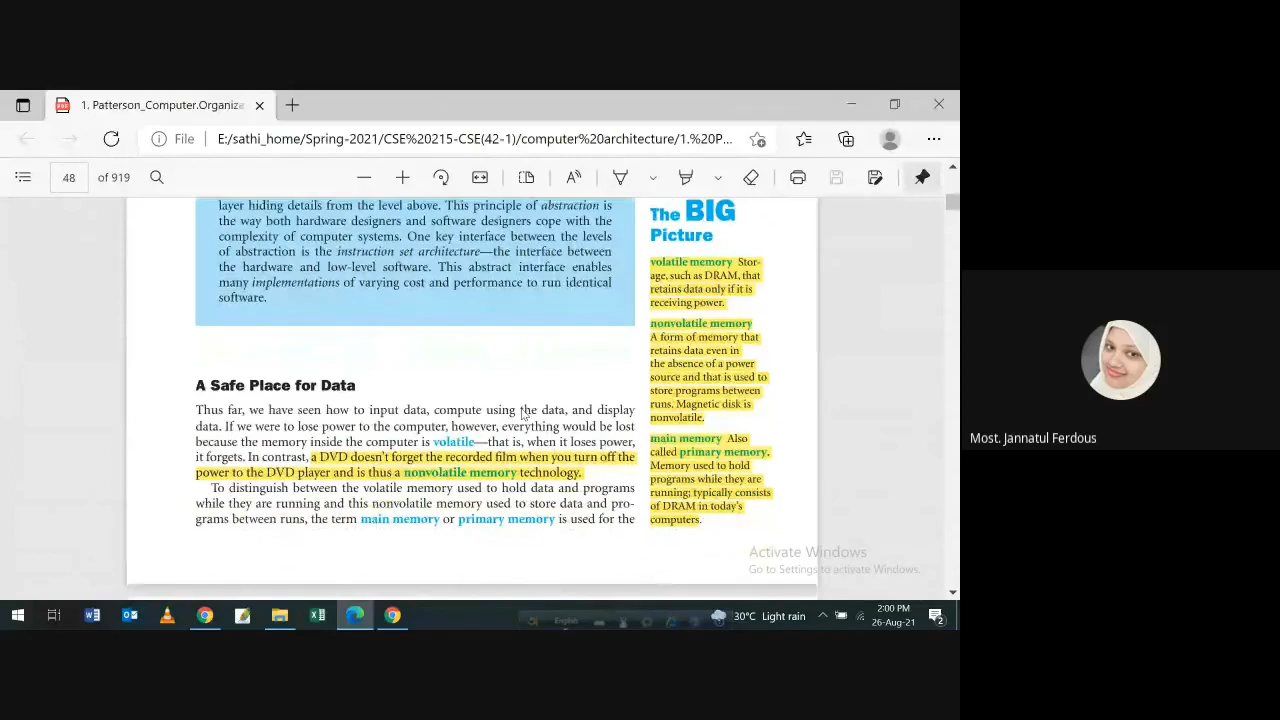 1. Patterson_Computer.Organiza
File
E:/sathi_home/Spring-2021/CSE%20215-CSE(42-1)/computer%20architecture/1.%20P...
48 of 919
layer hiding details from the level above. This principle of abstraction is
the way both hardware designers and software designers cope with the
complexity of computer systems. One key interface between the levels
of abstraction is the instruction set architecture—the interface between
the hardware and low-level software. This abstract interface enables
many implementations of varying cost and performance to run identical
software.
A Safe Place for Data
Thus far, we have seen how to input data, compute using the data, and display
data. If we were to lose power to the computer, however, everything would be lost
because the memory inside the computer is volatile—that is, when it loses power,
it forgets. In contrast, a DVD doesn't forget the recorded film when you turn off the
power to the DVD player and is thus a nonvolatile memory technology.
To distinguish between the volatile memory used to hold data and programs
while they are running and this nonvolatile memory used to store data and pro-
grams between runs, the term main memory or primary memory is used for the
The BIG
Picture
volatile memory Stor-
age, such as DRAM, that
retains data only if it is
receiving power.
nonvolatile memory
A form of memory that
retains data even in
the absence of a power
source and that is used to
store programs between
runs. Magnetic disk is
nonvolatile.
main memory Also
called primary memory.
Memory used to hold
programs while they are
running; typically consists
of DRAM in today's
computers.
Activate Windows
Go to Settings to activate Windows.
English
30°C Light rain
2:00 PM
26-Aug-21
2
Most. Jannatul Ferdous